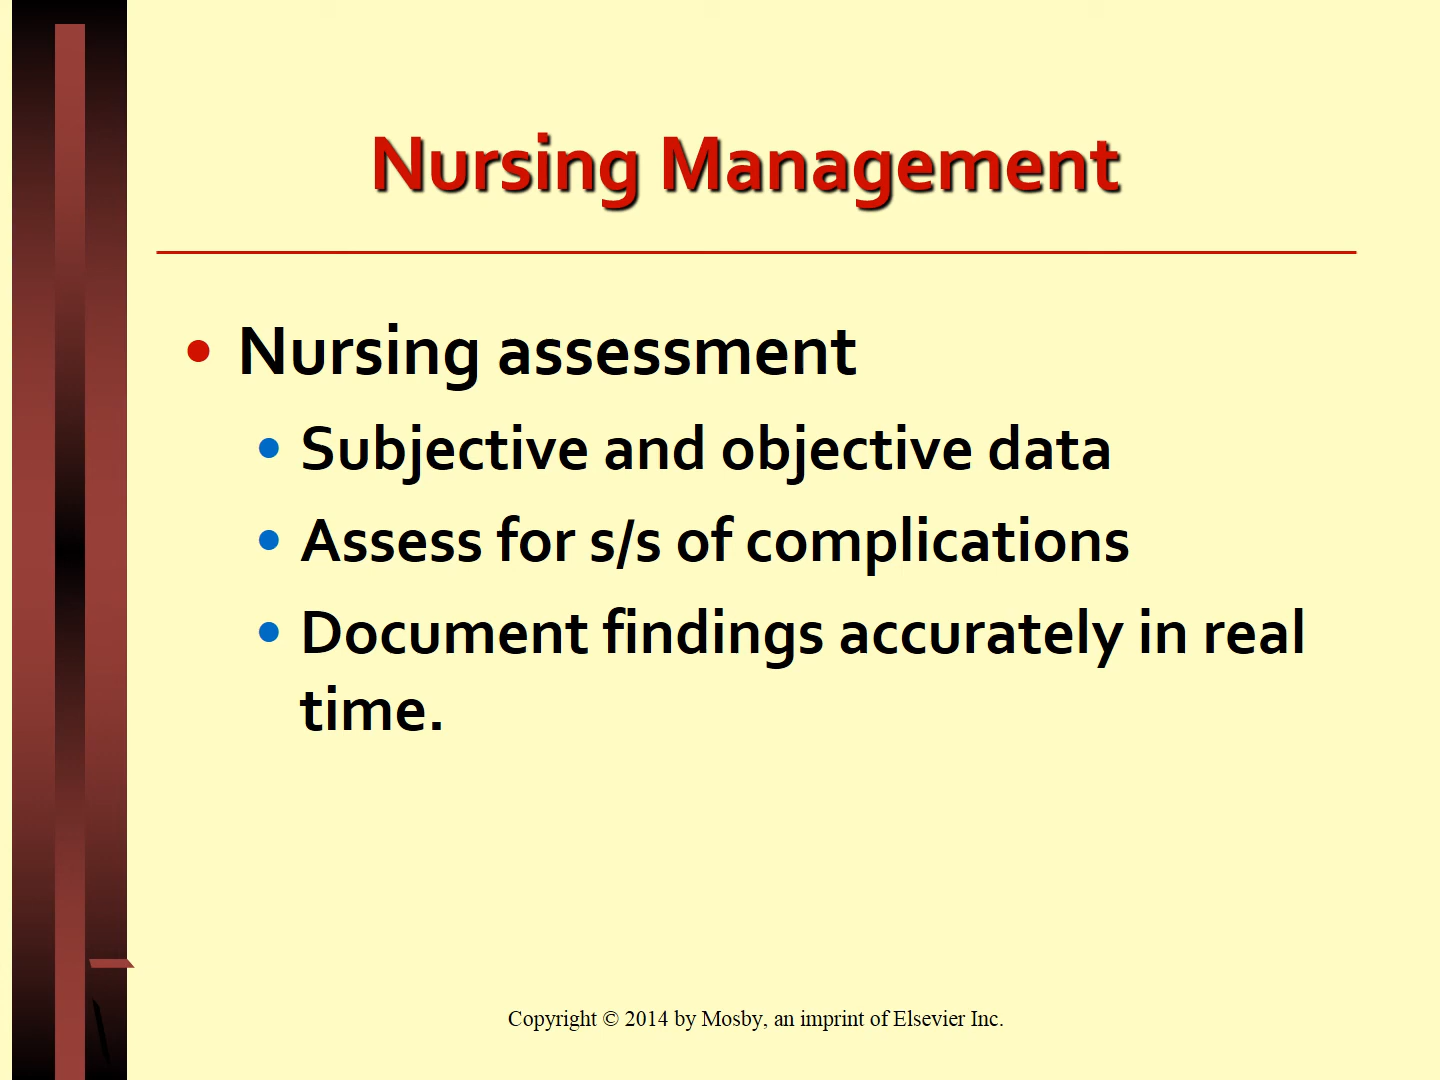 Nursing Management
• Nursing assessment
• Subjective and objective data
• Assess for s/s of complications
• Document findings accurately in real
time.
Copyright © 2014 by Mosby, an imprint of Elsevier Inc.